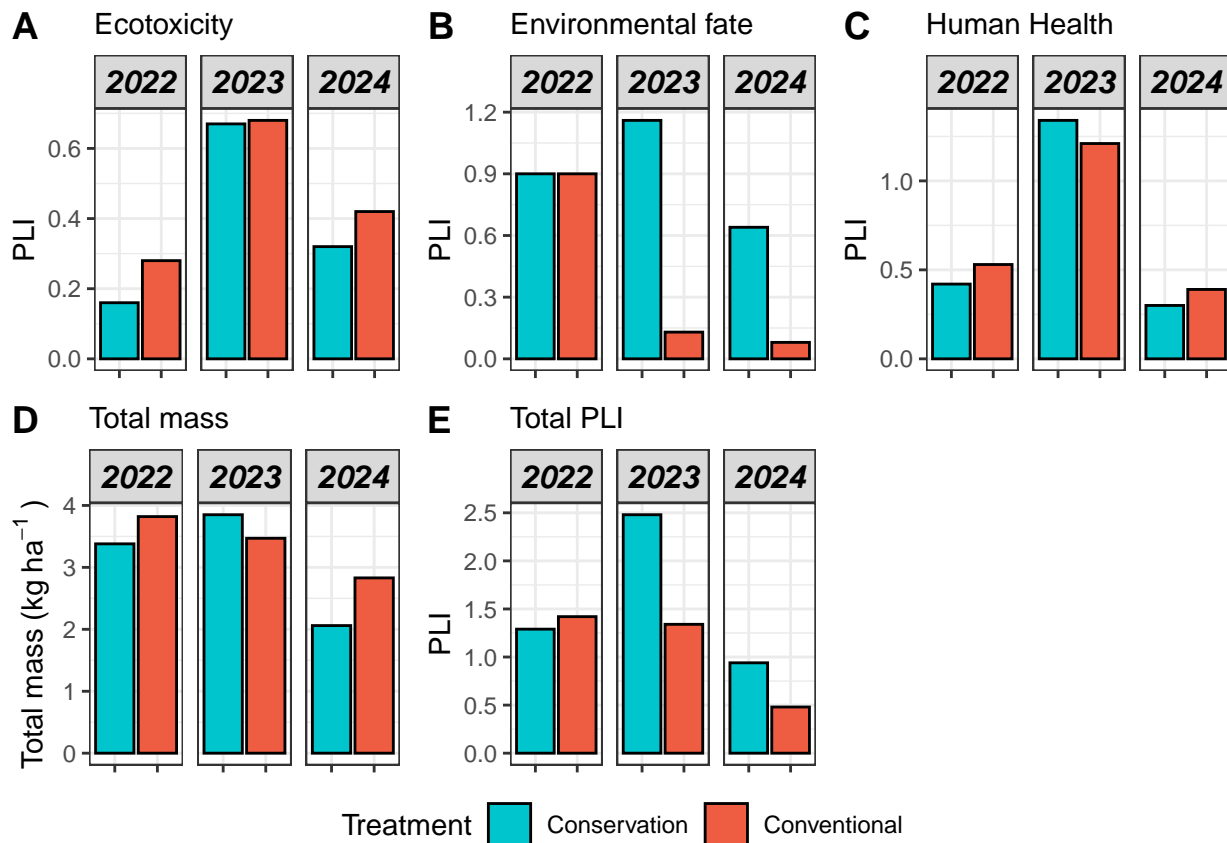 A Ecotoxicity
2022 2023 2024
PLI
0.6
0.4
0.2
0.0
B Environmental fate
2022 2023 2024
PLI
1.2
0.9
0.6
0.3
0.0
C Human Health
2022 2023 2024
PLI
1.0
0.5
0.0
D Total mass
2022 2023 2024
Total mass (kg ha⁻¹ )
4
3
2
1
0
E Total PLI
2022 2023 2024
PLI
2.5
2.0
1.5
1.0
0.5
0.0
Treatment Conservation Conventional